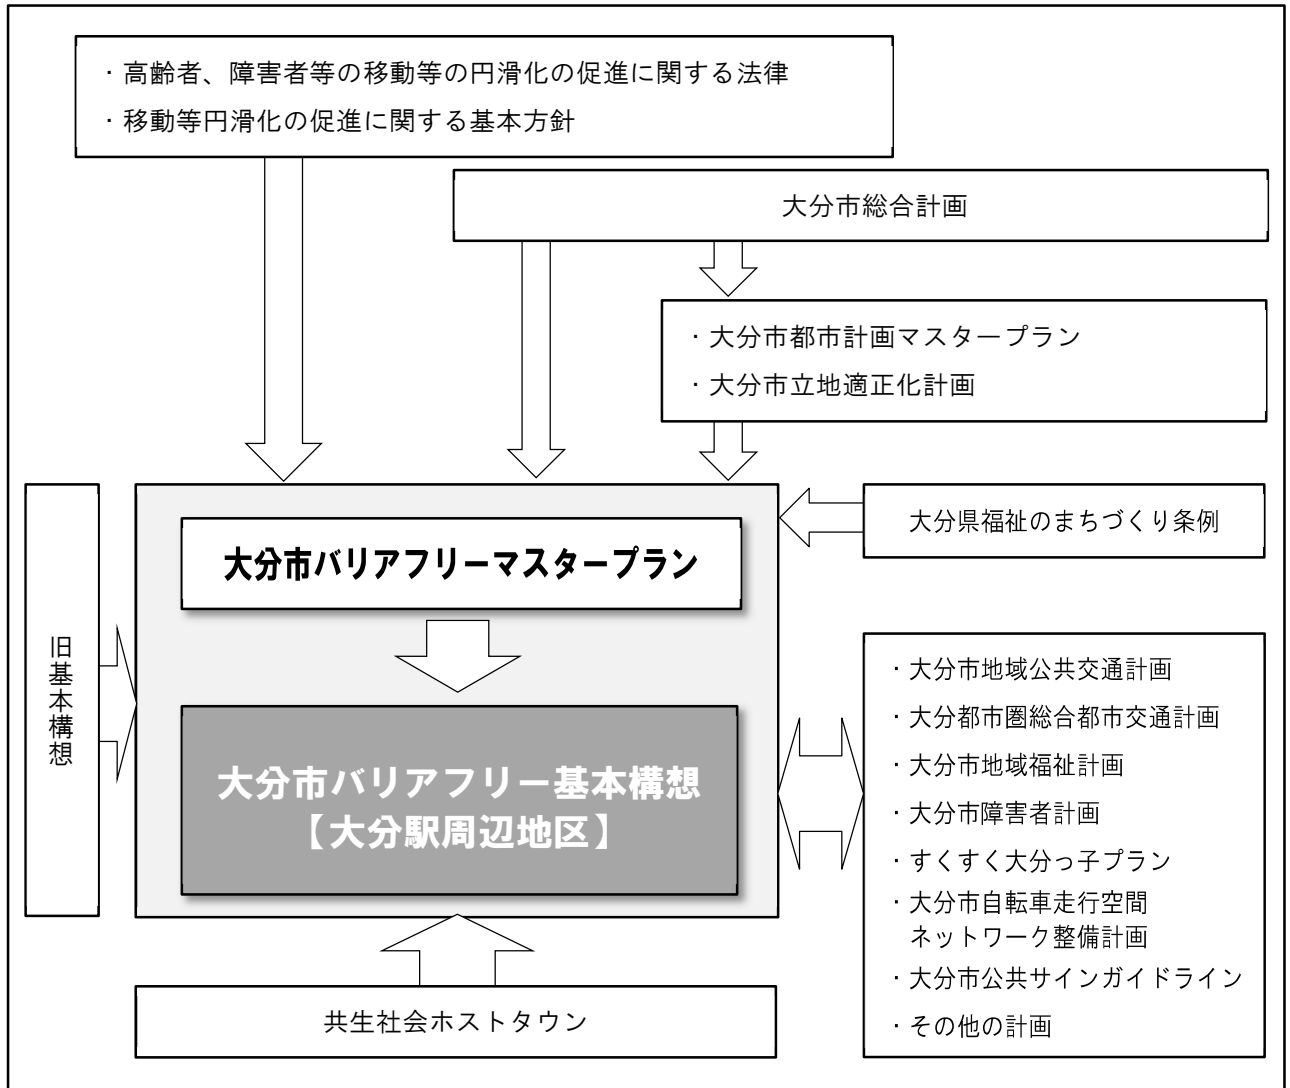 ・高齢者、障害者等の移動等の円滑化の促進に関する法律
・移動等円滑化の促進に関する基本方針
大分市総合計画
・大分市都市計画マスタープラン
・大分市立地適正化計画
旧基本構想
大分市バリアフリーマスタープラン
大分県福祉のまちづくり条例
大分市バリアフリー基本構想
【大分駅周辺地区】
・大分市地域公共交通計画
・大分都市圏総合都市交通計画
・大分市地域福祉計画
・大分市障害者計画
・すくすく大分っ子プラン
・大分市自転車走行空間
ネットワーク整備計画
・大分市公共サインガイドライン
・その他の計画
共生社会ホストタウン